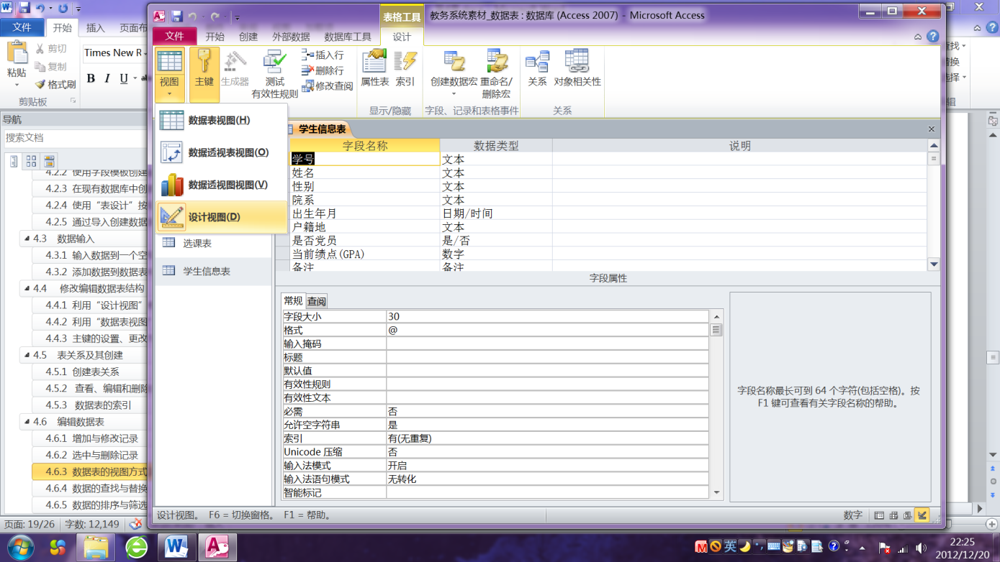 表格工具
教务系统素材_数据表 : 数据库 (Access 2007) - Microsoft Access
文件
开始
插入
页面布
文件
开始
创建
外部数据
数据库工具
设计
粘贴
剪切
复制
格式刷
剪贴板
Times New R
B I U
视图
主键
生成器
测试
有效性规则
插入行
删除行
修改查阅
属性表
索引
显示/隐藏
创建数据宏
重命名/
删除宏
字段、记录和表格事件
关系
对象相关性
关系
导航
搜索文档
4.2.2 使用字段模板创建
4.2.3 在现有数据库中创
4.2.4 使用“表设计”按
4.2.5 通过导入创建数据
4.3 数据输入
4.3.1 输入数据到一个空
4.3.2 添加数据到数据表
4.4 修改编辑数据表结构
4.4.1 利用“设计视图”
4.4.2 利用“数据表视图
4.4.3 主键的设置、更改
4.5 表关系及其创建
4.5.1 创建表关系
4.5.2 查看、编辑和删除
4.5.3 数据表的索引
4.6 编辑数据表
4.6.1 增加与修改记录
4.6.2 选中与删除记录
4.6.3 数据表的视图方式
4.6.4 数据的查找与替换
4.6.5 数据的排序与筛选
页面: 19/26 字数: 12,149
数据表视图(H)
数据透视表视图(O)
数据透视图视图(V)
设计视图(D)
选课表
学生信息表
学生信息表
字段名称 数据类型 说明
学号 文本
姓名 文本
性别 文本
院系 文本
出生年月 日期/时间
户籍地 文本
是否党员 是/否
当前绩点(GPA) 数字
备注 备注
字段属性
常规 查阅
字段大小 30
格式 @
输入掩码
标题
默认值
有效性规则
有效性文本
必需 否
允许空字符串 是
索引 有(无重复)
Unicode 压缩 否
输入法模式 开启
输入法语句模式 无转化
智能标记
字段名称最长可到 64 个字符(包括空格)。按
F1 键可查看有关字段名称的帮助。
设计视图。 F6 = 切换窗格。 F1 = 帮助。
数字
英
22:25
2012/12/20